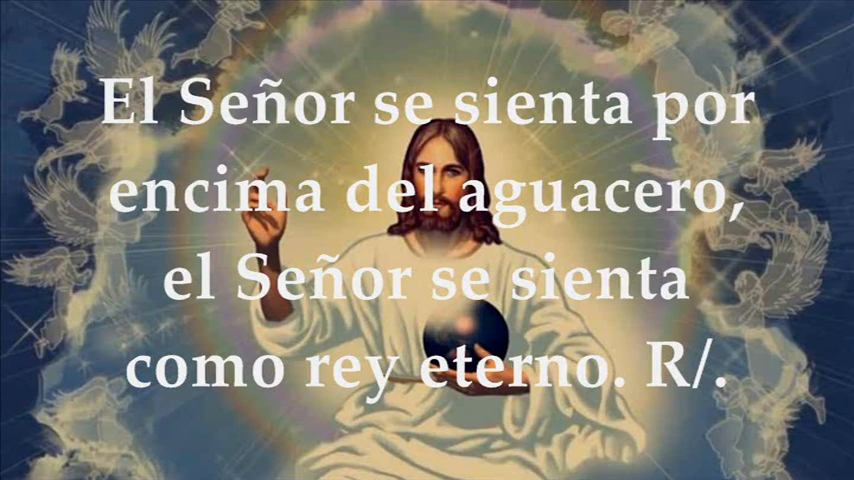 El Señor se sienta por
encima del aguacero,
el Señor se sienta
como rey eterno. R/.